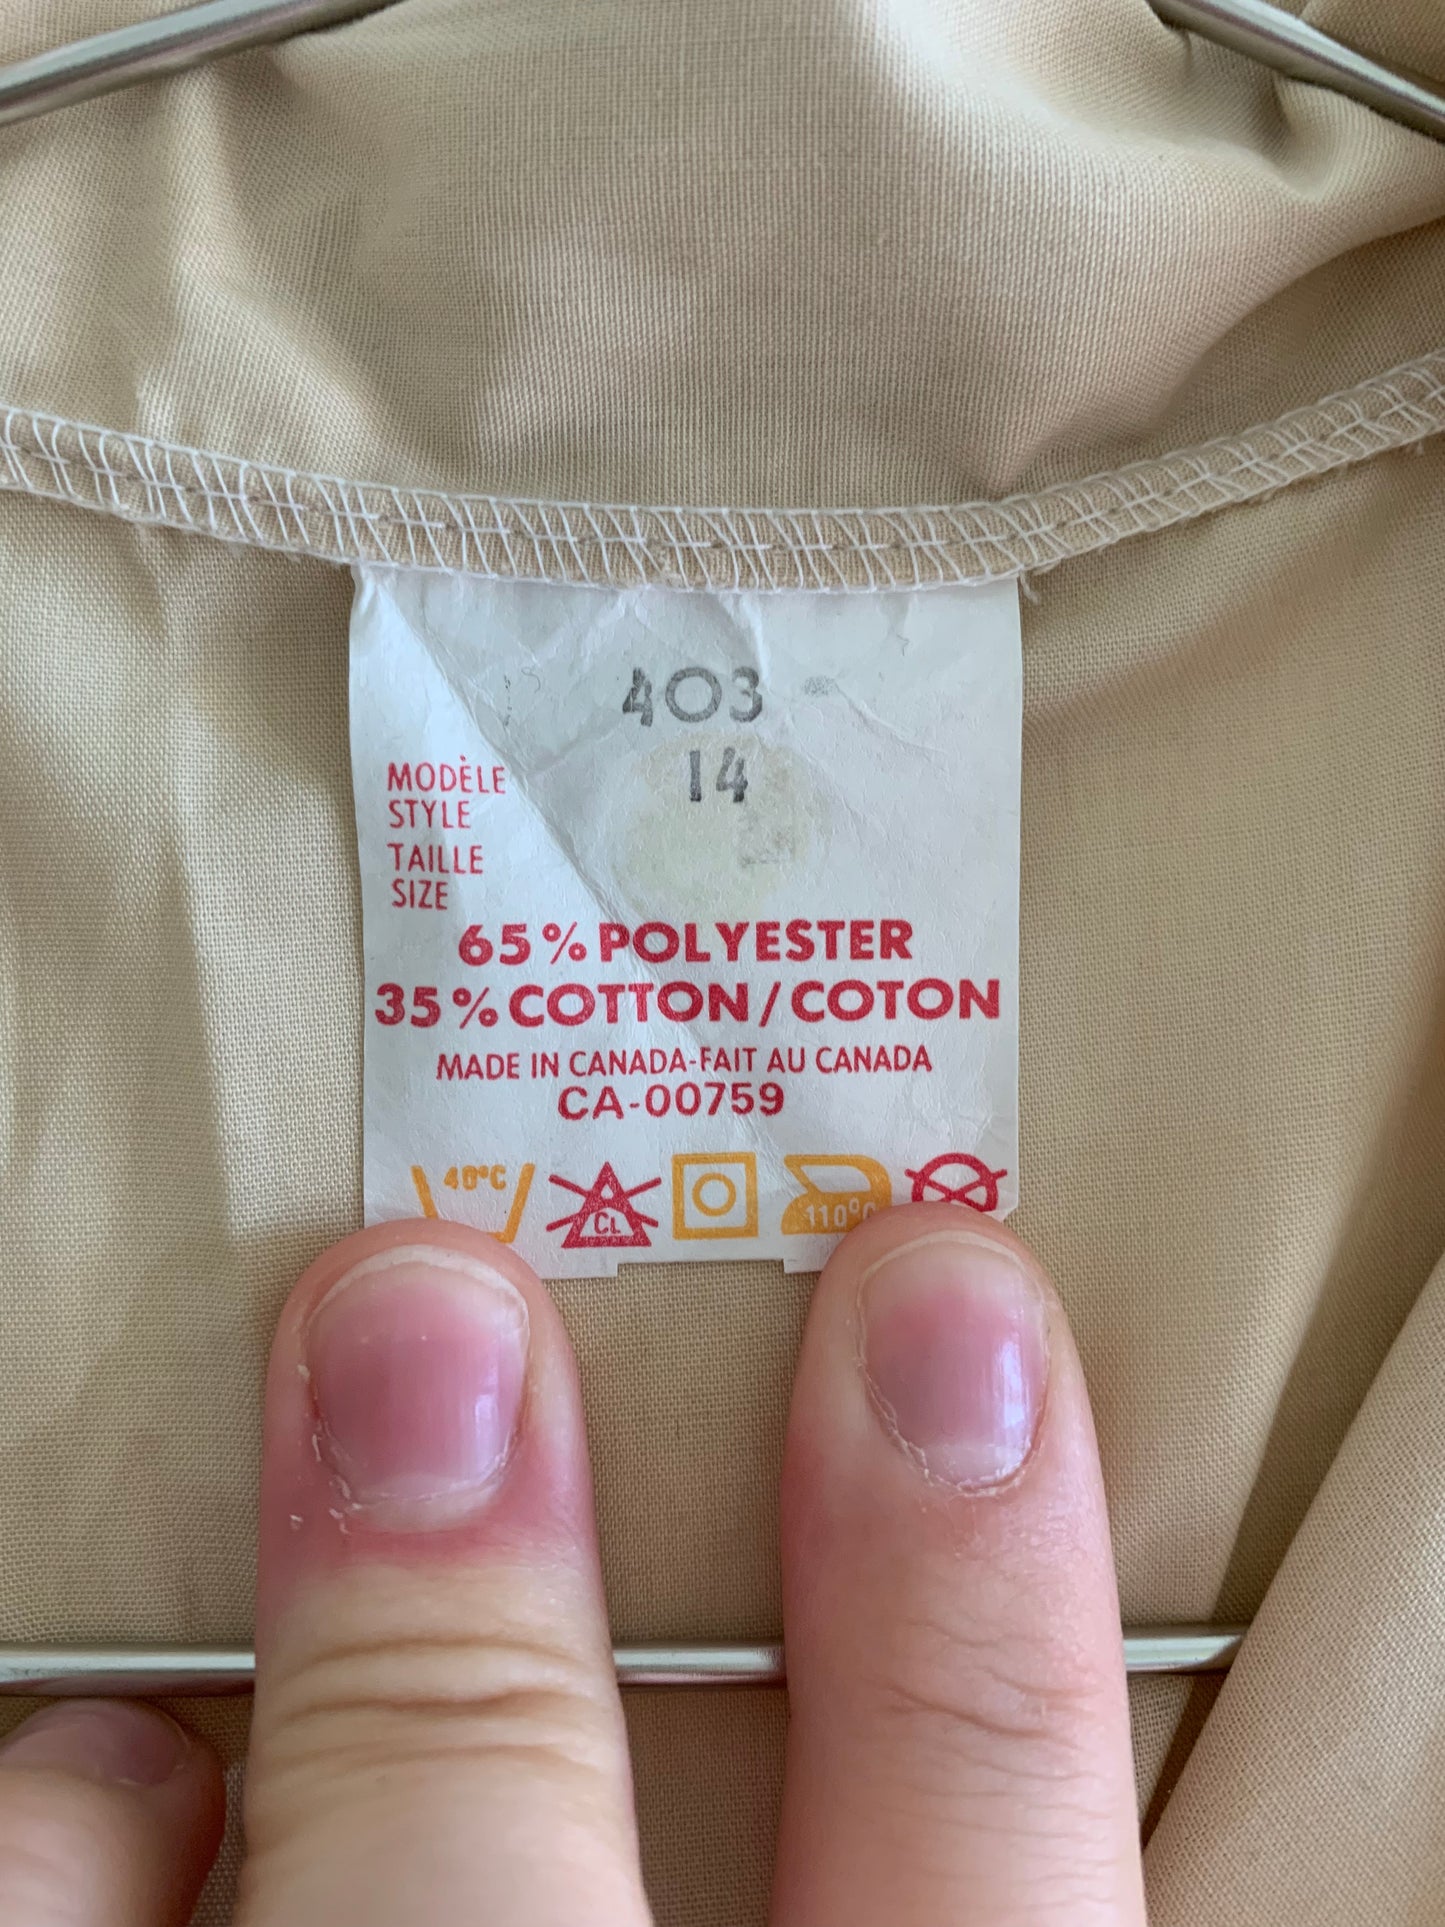 403
14
MODÈLE
STYLE
TAILLE
SIZE
65% POLYESTER
35% COTTON/COTON
MADE IN CANADA-FAIT AU CANADA
CA-00759
40°C CL 110°C